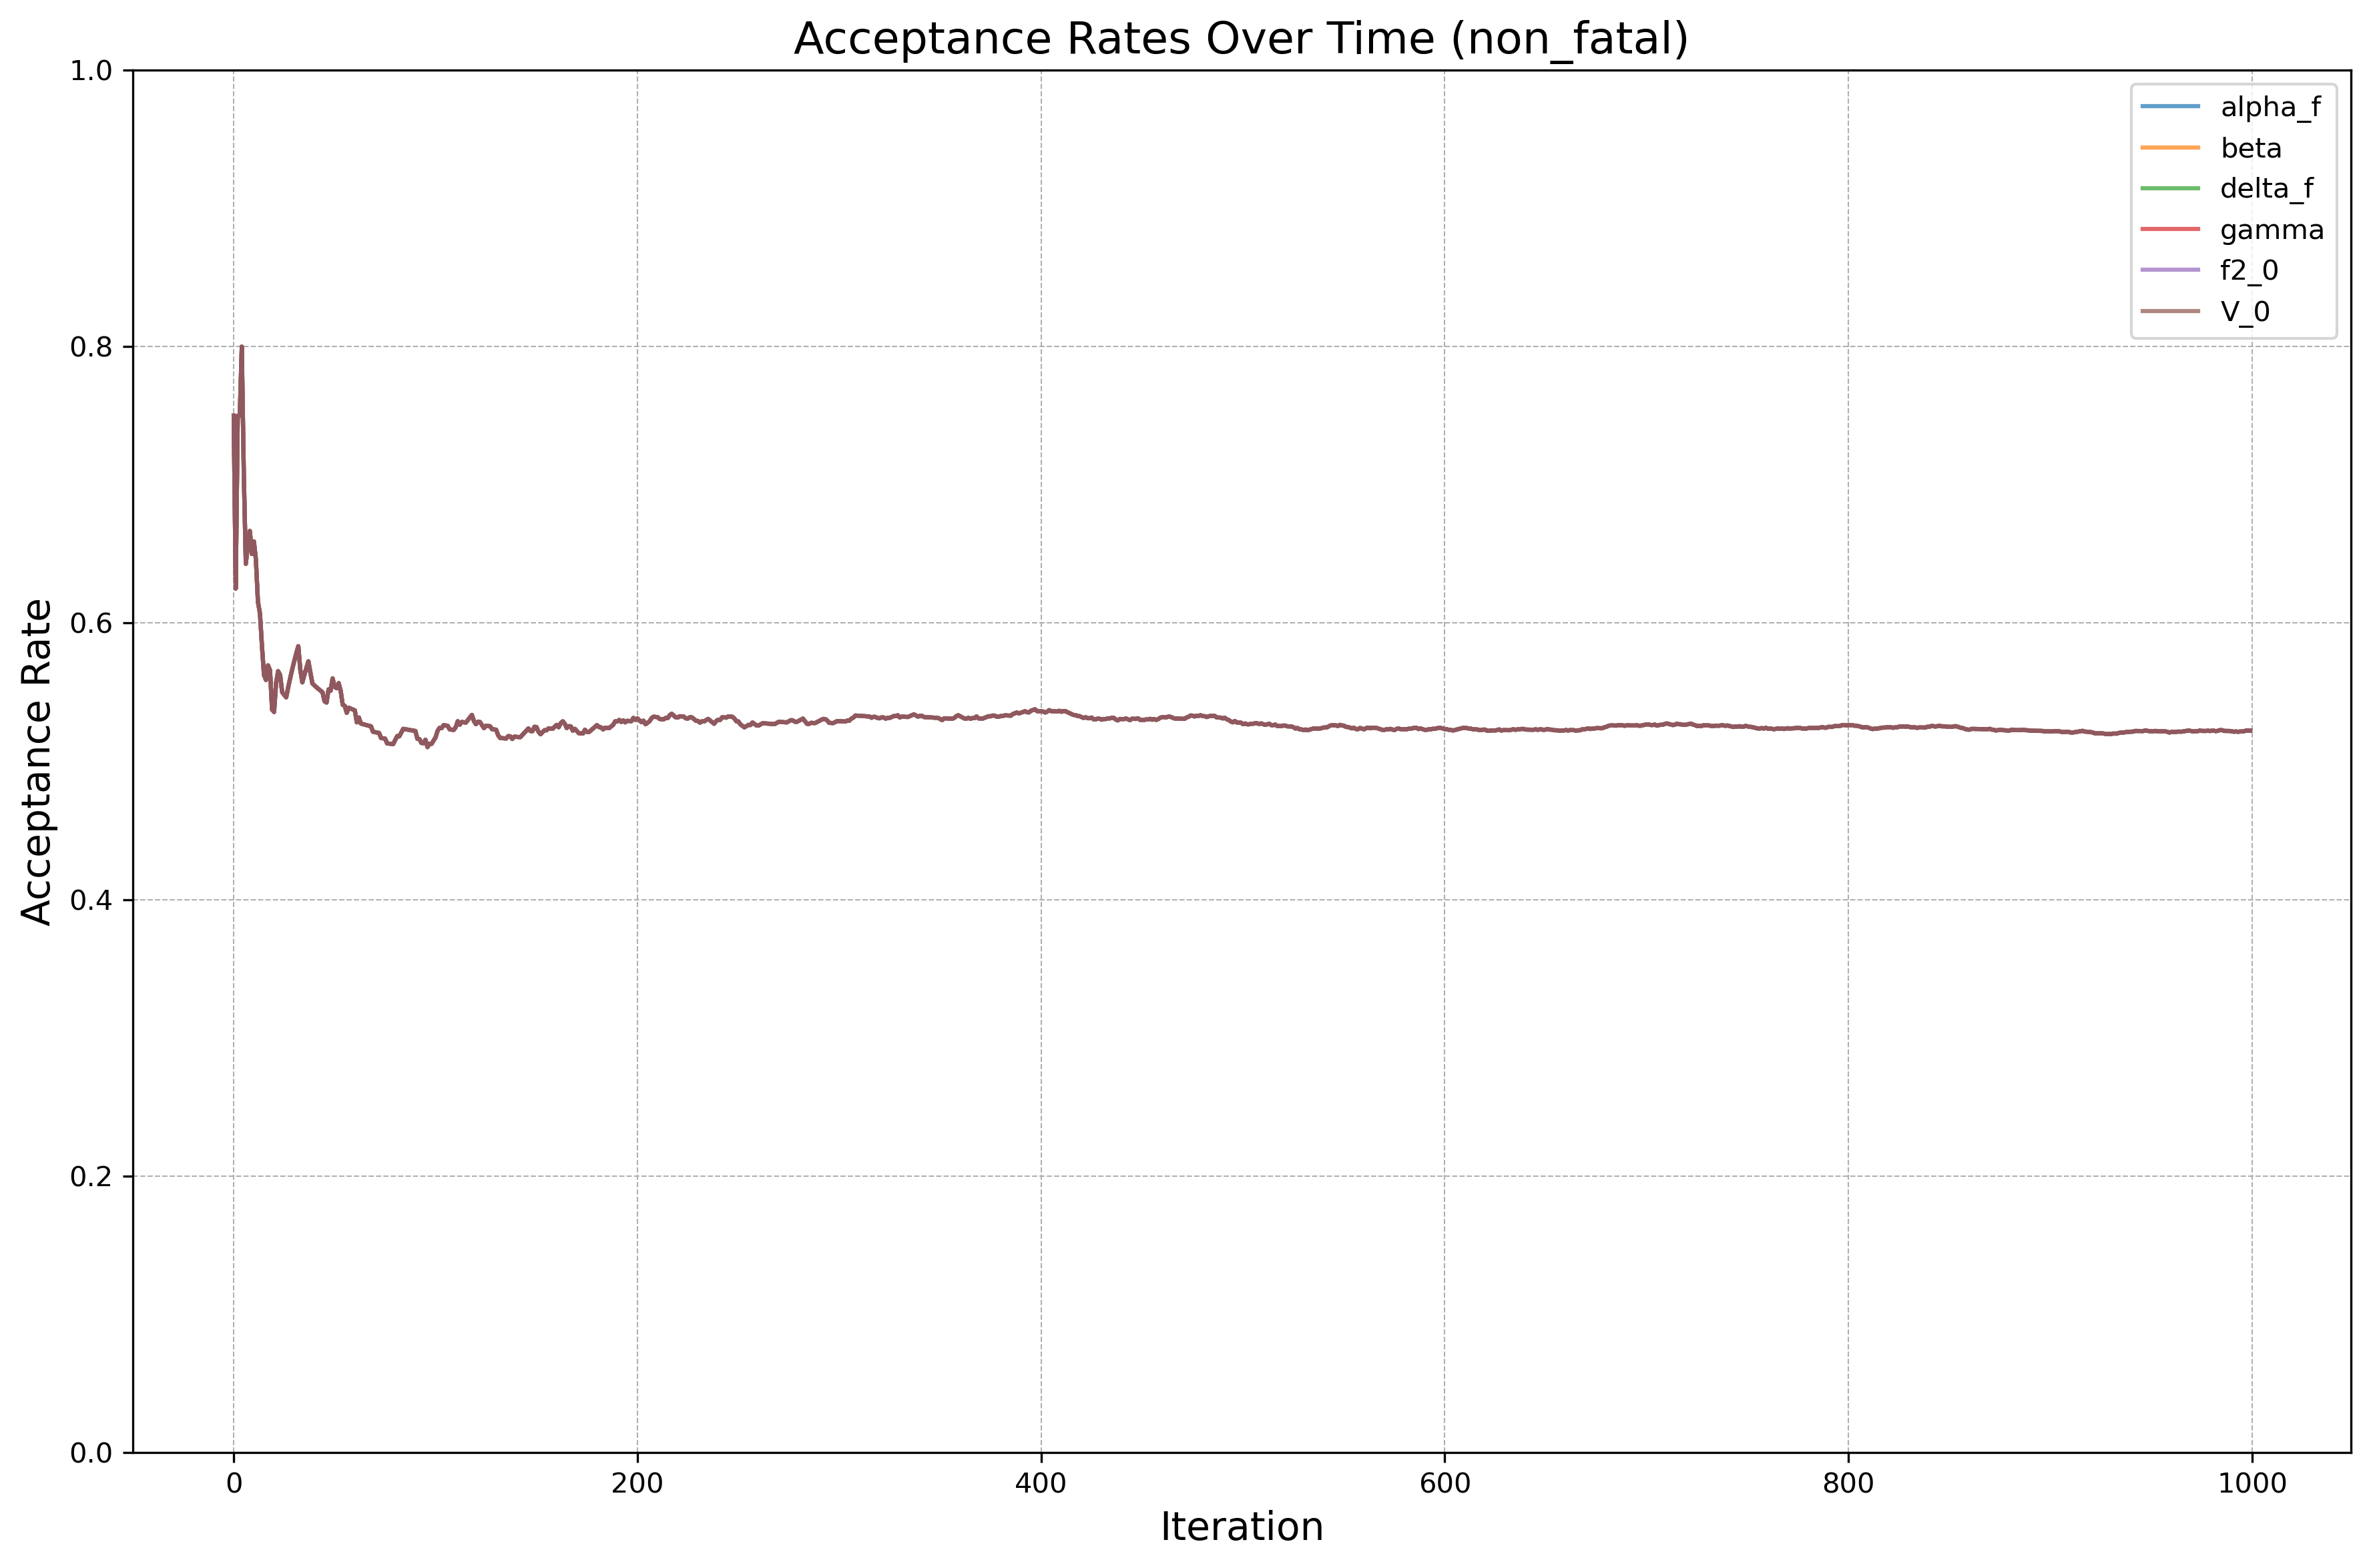 Acceptance Rates Over Time (non_fatal)
1.0
0.8
0.6
0.4
0.2
0.0
Acceptance Rate
alpha_f
beta
delta_f
gamma
f2_0
V_0
0 200 400 600 800 1000
Iteration